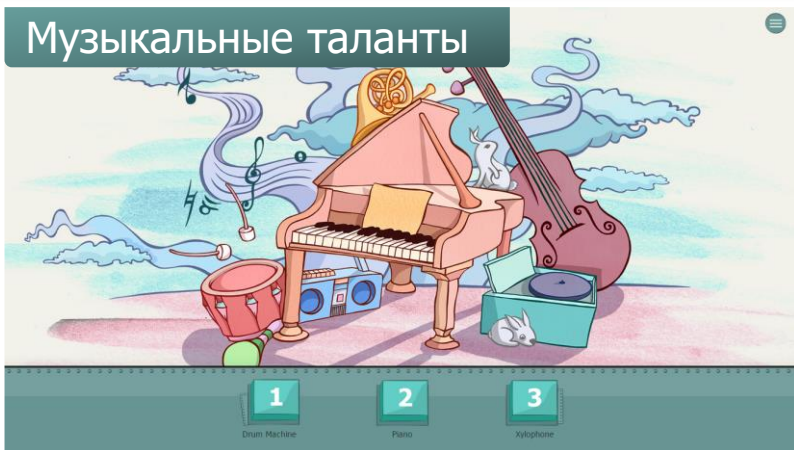 Музыкальные таланты
1
2
3
Drum Machine
Piano
Xylophone